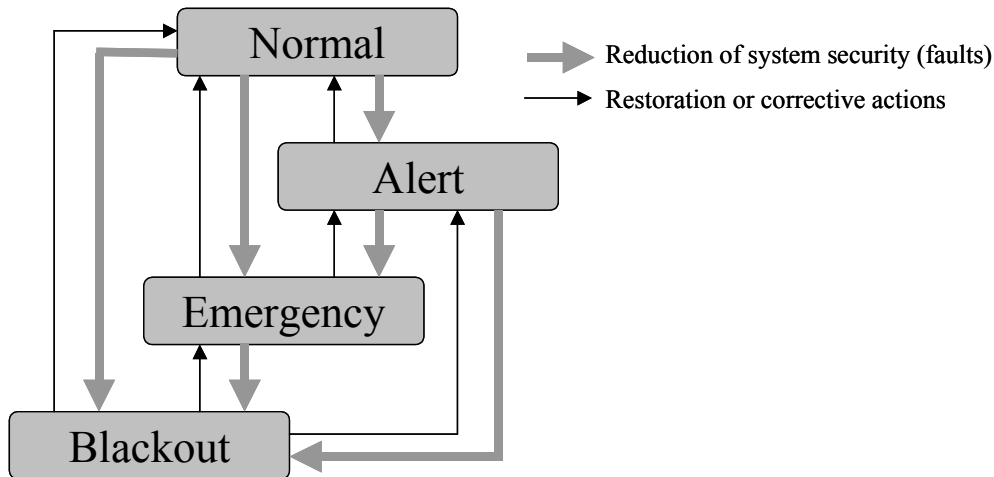 Normal
Reduction of system security (faults)
Restoration or corrective actions
Alert
Emergency
Blackout